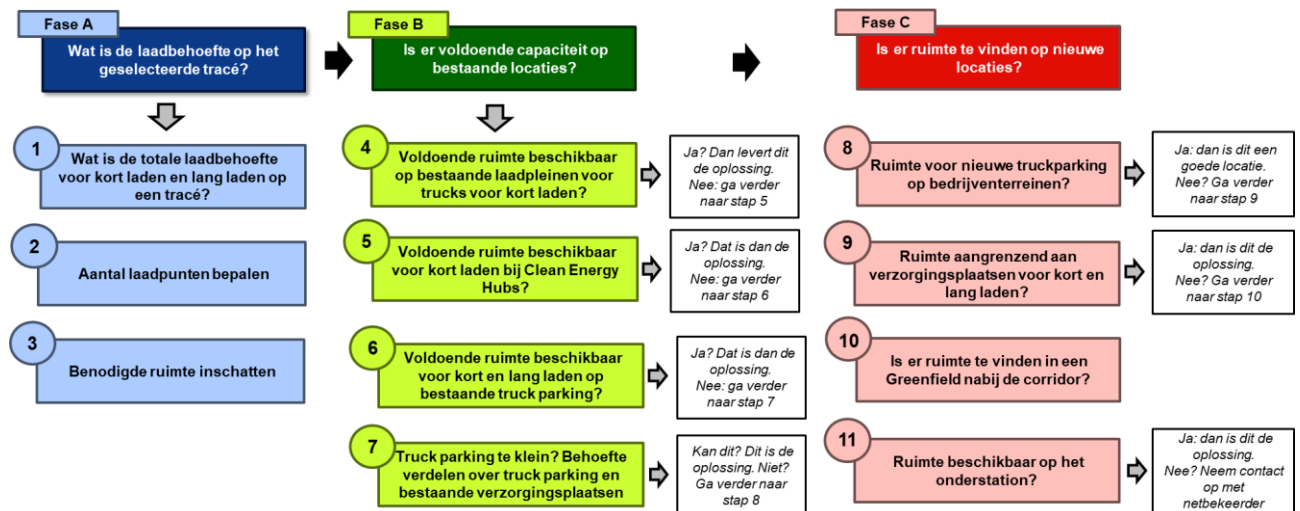 Fase A
Wat is de laadbehoefte op het
geselecteerde tracé?
1
Wat is de totale laadbehoefte
voor kort laden en lang laden op
een tracé?
2
Aantal laadpunten bepalen
3
Benodigde ruimte inschatten
Fase B
Is er voldoende capaciteit op
bestaande locaties?
4
Voldoende ruimte beschikbaar
op bestaande laadpleinen voor
trucks voor kort laden?
Ja? Dan levert dit
de oplossing.
Nee: ga verder
naar stap 5
5
Voldoende ruimte beschikbaar
voor kort laden bij Clean Energy
Hubs?
Ja? Dat is dan de
oplossing.
Nee: ga verder
naar stap 6
6
Voldoende ruimte beschikbaar
voor kort en lang laden op
bestaande truck parking?
Ja? Dat is dan de
oplossing.
Nee: ga verder
naar stap 7
7
Truck parking te klein? Behoefte
verdelen over truck parking en
bestaande verzorgingsplaatsen
Kan dit? Dit is de
oplossing. Niet?
Ga verder naar
stap 8
Fase C
Is er ruimte te vinden op nieuwe
locaties?
8
Ruimte voor nieuwe truckparking
op bedrijventerreinen?
Ja: dan is dit een
goede locatie.
Nee? Ga verder
naar stap 9
9
Ruimte aangrenzend aan
verzorgingsplaatsen voor kort en
lang laden?
Ja: dan is dit de
oplossing.
Nee? Ga verder
naar stap 10
10
Is er ruimte te vinden in een
Greenfield nabij de corridor?
11
Ruimte beschikbaar op het
onderstation?
Ja: dan is dit de
oplossing.
Nee? Neem contact
op met
netbekeerder